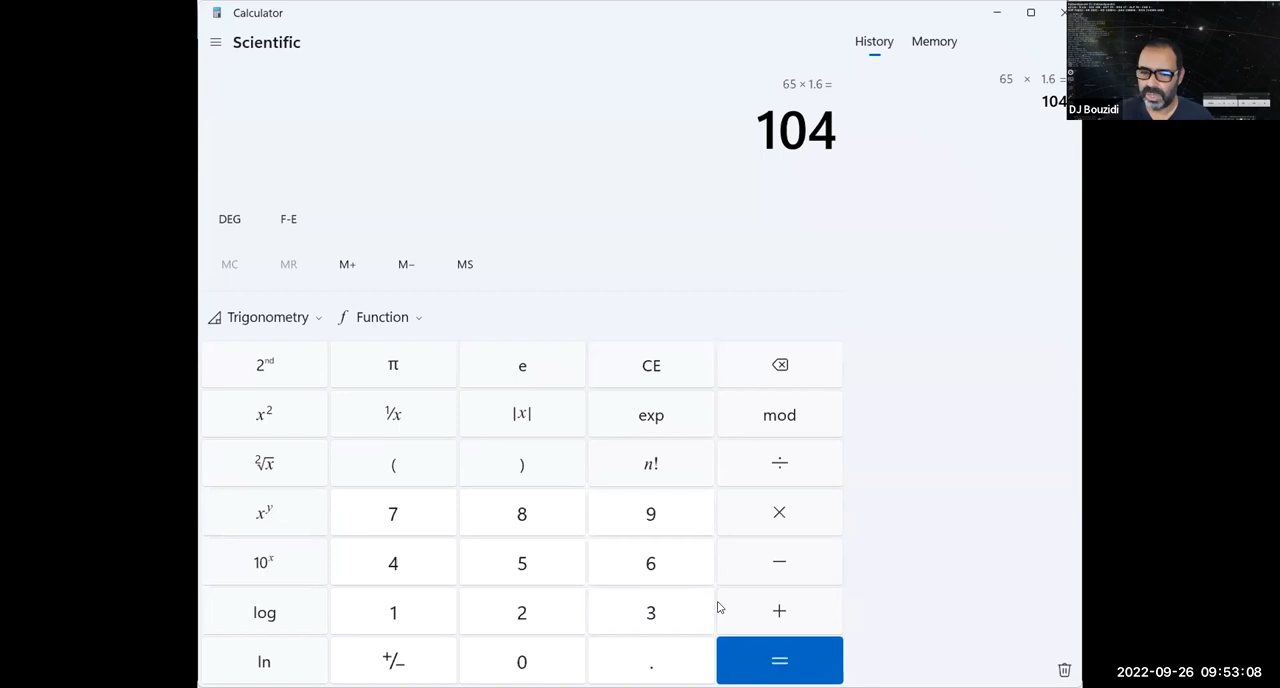 Calculator
Scientific
History Memory
65 × 1.6 =
104
65 × 1.6 =
104
DJ Bouzidi
DEG F-E
MC MR M+ M− MS
Trigonometry f Function
2ⁿᵈ π e CE
x² ¹⁄x |x| exp mod
²√x ( ) n! ÷
xʸ 7 8 9 ×
10ˣ 4 5 6 −
log 1 2 3 +
ln +/− 0 . =
2022-09-26 09:53:08